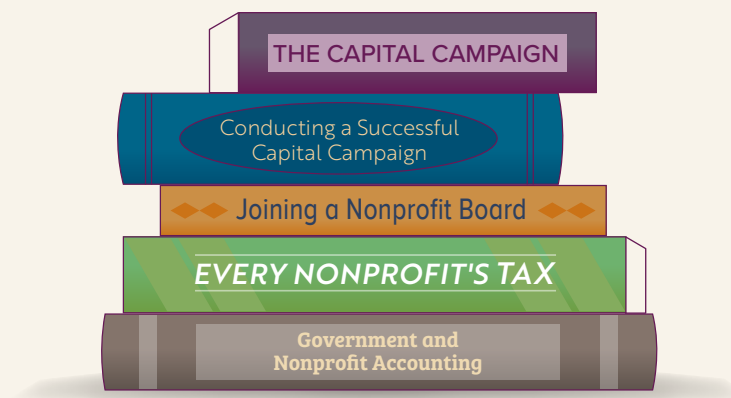 THE CAPITAL CAMPAIGN
Conducting a Successful
Capital Campaign
Joining a Nonprofit Board
EVERY NONPROFIT'S TAX
Government and
Nonprofit Accounting